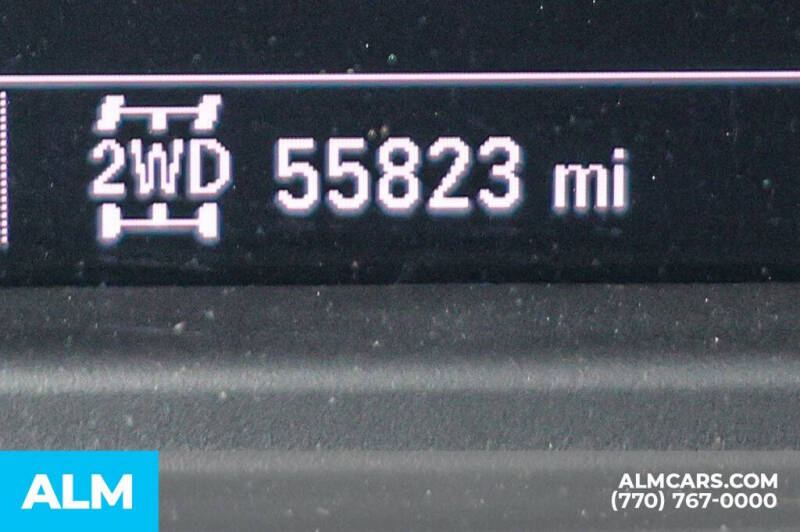 2WD 55823 mi
ALM
ALMCARS.COM
(770) 767-0000